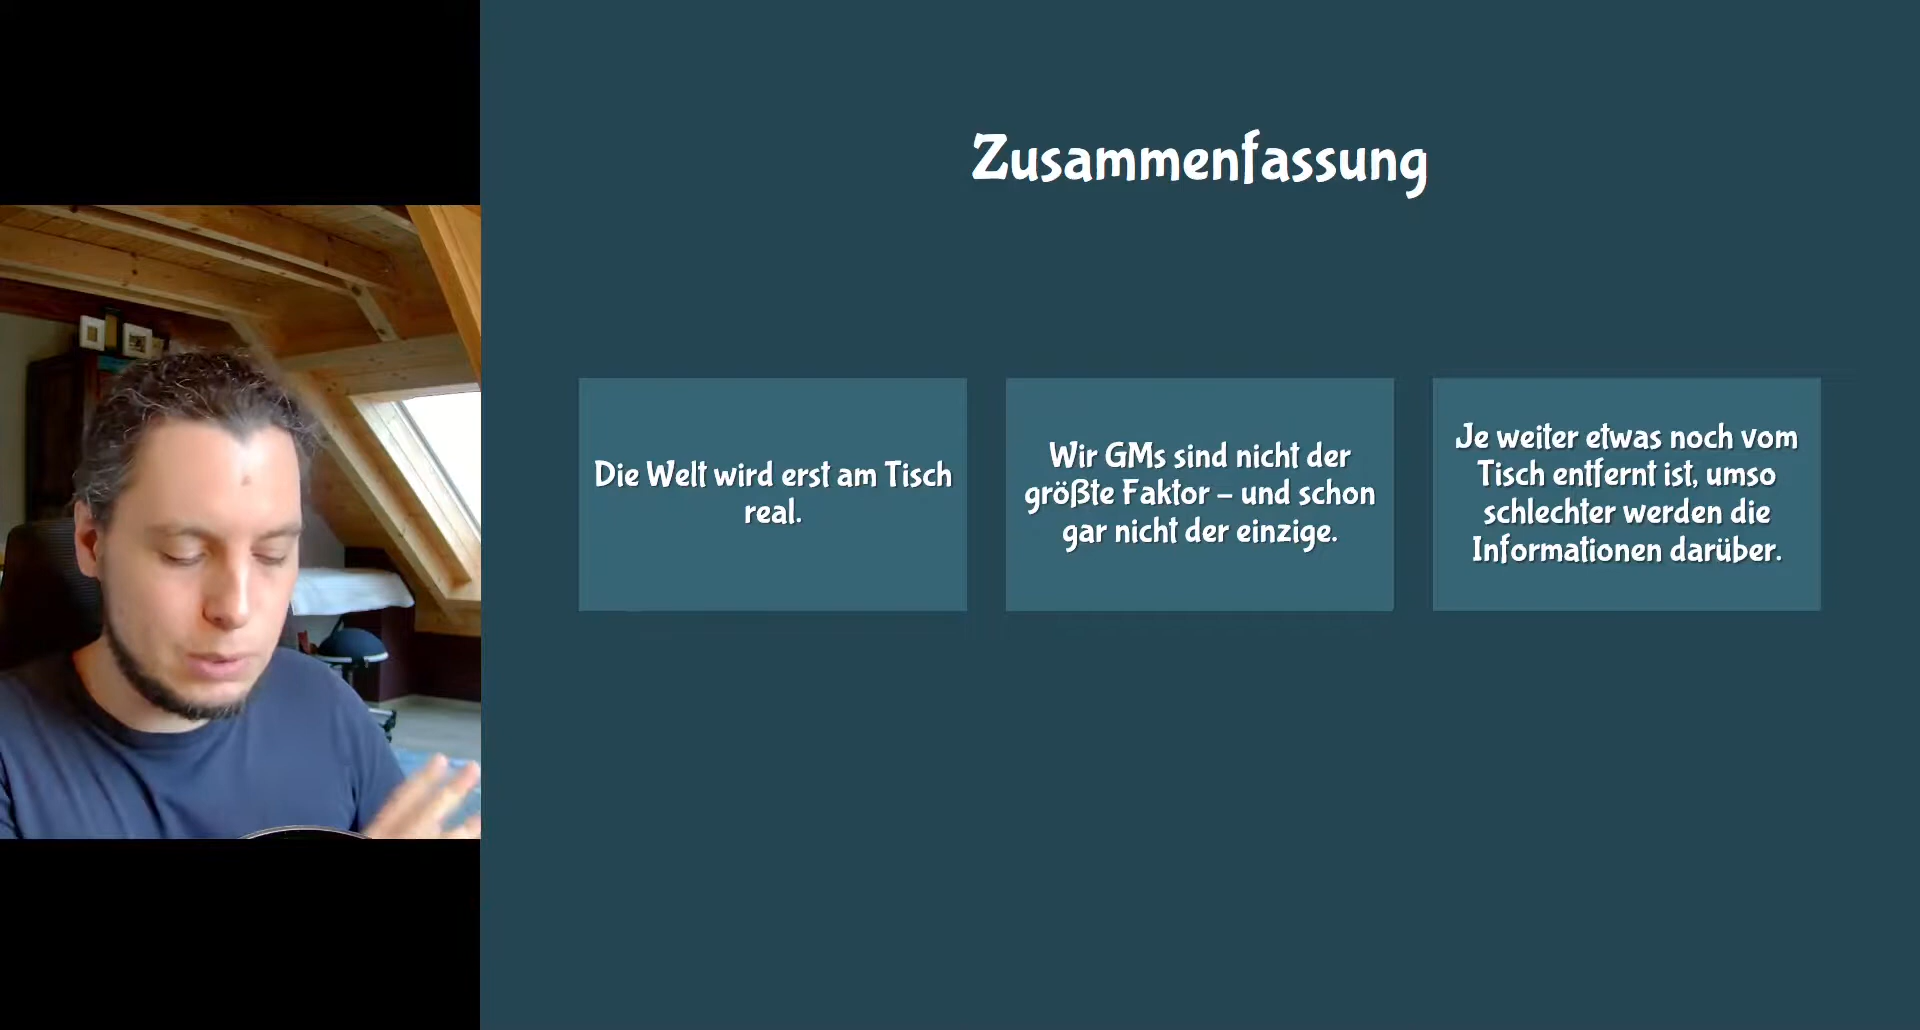 Zusammenfassung
Die Welt wird erst am Tisch
real.
Wir GMs sind nicht der
größte Faktor – und schon
gar nicht der einzige.
Je weiter etwas noch vom
Tisch entfernt ist, umso
schlechter werden die
Informationen darüber.